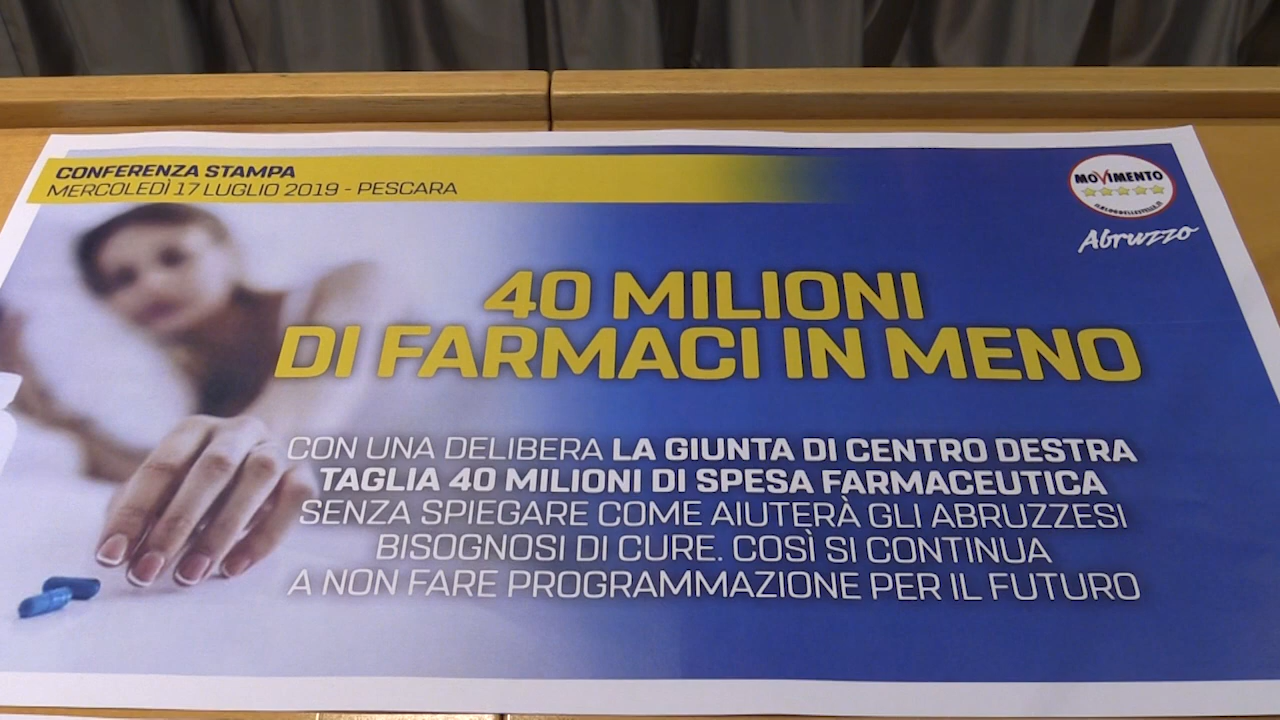 CONFERENZA STAMPA
MERCOLEDÌ 17 LUGLIO 2019 - PESCARA
MOVIMENTO
ILBLOGDELLESTELLE.IT
Abruzzo
40 MILIONI
DI FARMACI IN MENO
CON UNA DELIBERA LA GIUNTA DI CENTRO DESTRA
TAGLIA 40 MILIONI DI SPESA FARMACEUTICA
SENZA SPIEGARE COME AIUTERÀ GLI ABRUZZESI
BISOGNOSI DI CURE. COSÌ SI CONTINUA
A NON FARE PROGRAMMAZIONE PER IL FUTURO